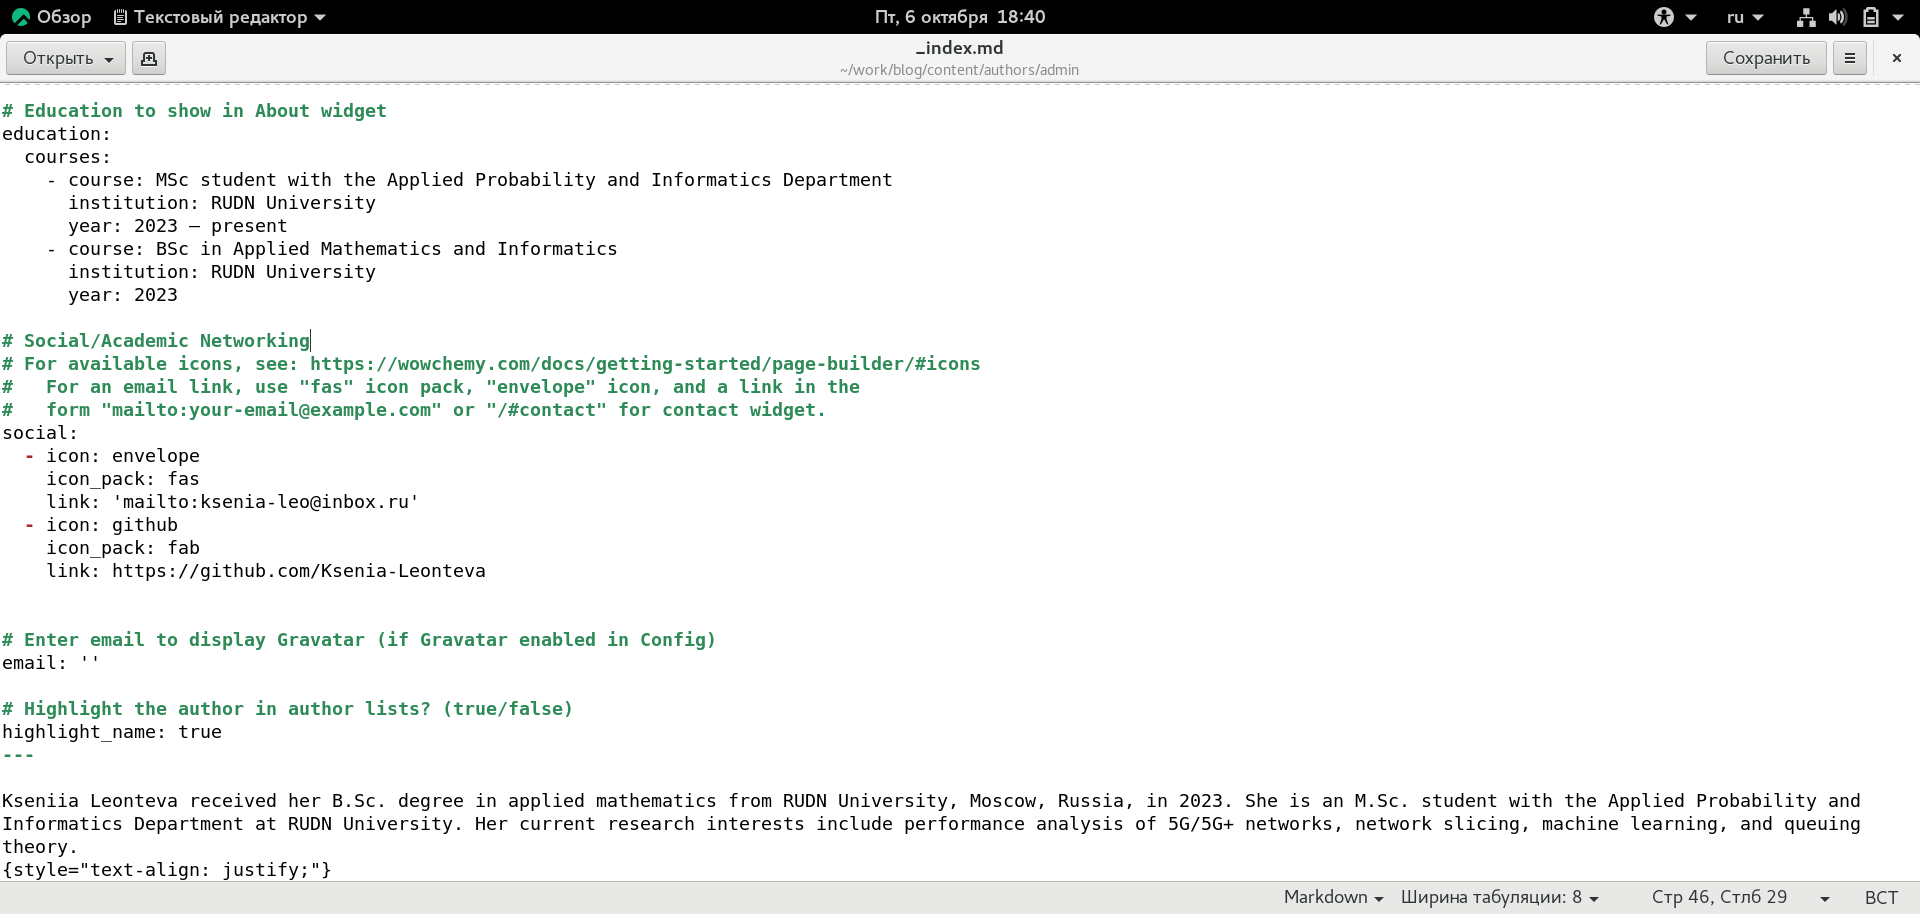 Обзор Текстовый редактор Пт, 6 октября 18:40 ru
Открыть _index.md Сохранить
~/work/blog/content/authors/admin
# Education to show in About widget
education:
  courses:
    - course: MSc student with the Applied Probability and Informatics Department
      institution: RUDN University
      year: 2023 – present
    - course: BSc in Applied Mathematics and Informatics
      institution: RUDN University
      year: 2023
# Social/Academic Networking
# For available icons, see: https://wowchemy.com/docs/getting-started/page-builder/#icons
#   For an email link, use "fas" icon pack, "envelope" icon, and a link in the
#   form "mailto:your-email@example.com" or "/#contact" for contact widget.
social:
  - icon: envelope
    icon_pack: fas
    link: 'mailto:ksenia-leo@inbox.ru'
  - icon: github
    icon_pack: fab
    link: https://github.com/Ksenia-Leonteva
# Enter email to display Gravatar (if Gravatar enabled in Config)
email: ''
# Highlight the author in author lists? (true/false)
highlight_name: true
---
Kseniia Leonteva received her B.Sc. degree in applied mathematics from RUDN University, Moscow, Russia, in 2023. She is an M.Sc. student with the Applied Probability and
Informatics Department at RUDN University. Her current research interests include performance analysis of 5G/5G+ networks, network slicing, machine learning, and queuing
theory.
{style="text-align: justify;"}
Markdown Ширина табуляции: 8 Стр 46, Стлб 29 ВСТ